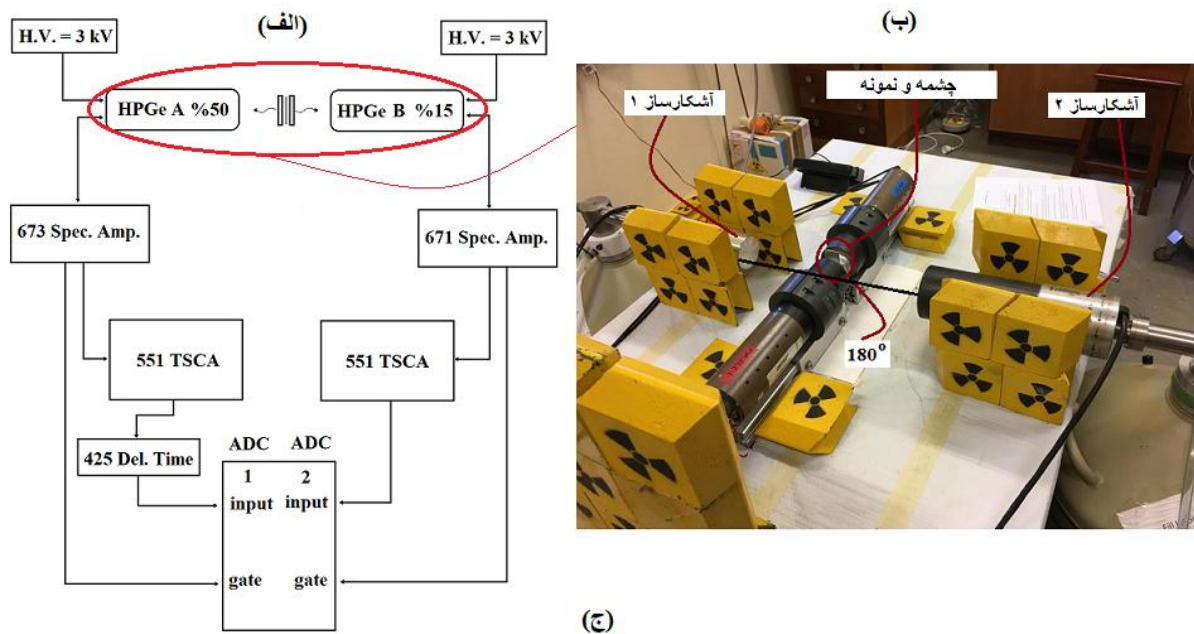 (الف)
(ب)
H.V. = 3 kV
H.V. = 3 kV
HPGe A %50
HPGe B %15
673 Spec. Amp.
671 Spec. Amp.
551 TSCA
551 TSCA
425 Del. Time
ADC ADC
1 2
input input
gate gate
آشکارساز ۱
چشمه و نمونه
آشکارساز ۲
180°
(ج)